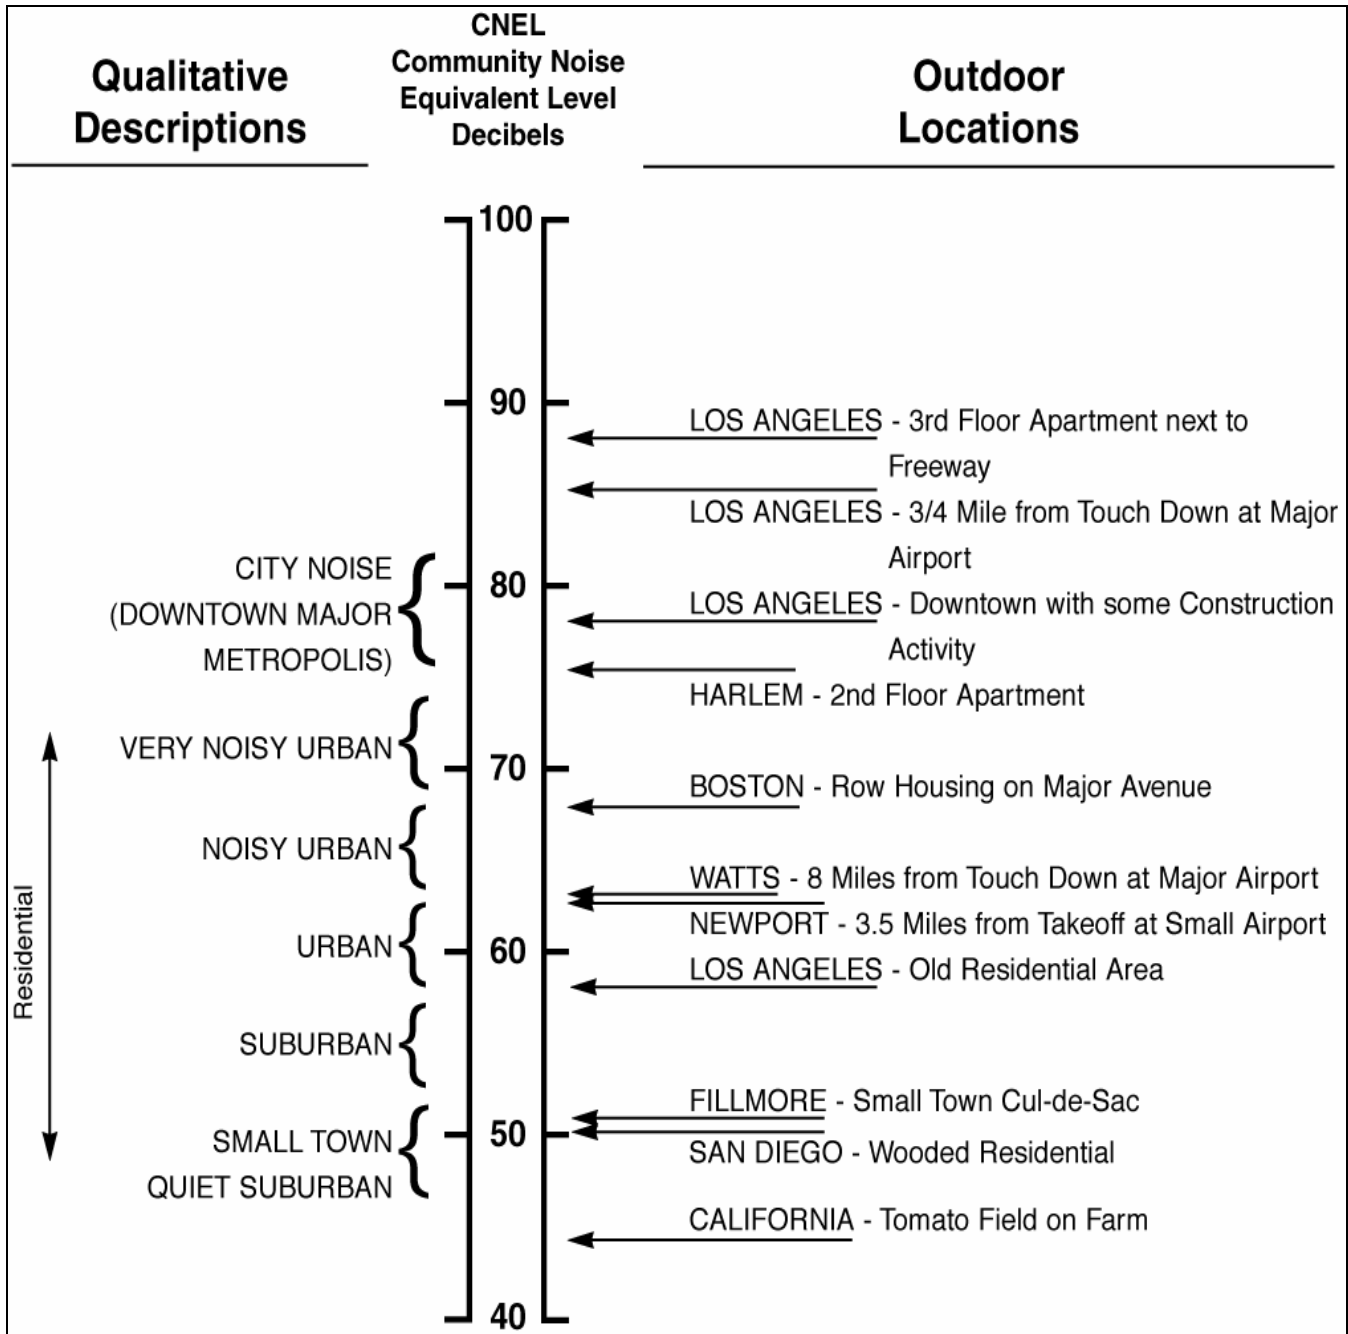 CNEL
Community Noise
Equivalent Level
Decibels
Qualitative
Descriptions
Outdoor
Locations
100
90
80
70
60
50
40
CITY NOISE
(DOWNTOWN MAJOR
METROPOLIS)
VERY NOISY URBAN
NOISY URBAN
URBAN
SUBURBAN
SMALL TOWN
QUIET SUBURBAN
Residential
LOS ANGELES - 3rd Floor Apartment next to
Freeway
LOS ANGELES - 3/4 Mile from Touch Down at Major
Airport
LOS ANGELES - Downtown with some Construction
Activity
HARLEM - 2nd Floor Apartment
BOSTON - Row Housing on Major Avenue
WATTS - 8 Miles from Touch Down at Major Airport
NEWPORT - 3.5 Miles from Takeoff at Small Airport
LOS ANGELES - Old Residential Area
FILLMORE - Small Town Cul-de-Sac
SAN DIEGO - Wooded Residential
CALIFORNIA - Tomato Field on Farm